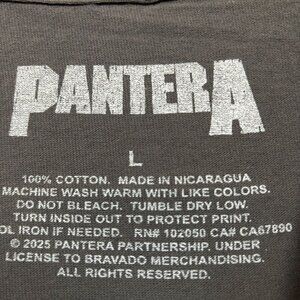 PANTERA
L
100% COTTON. MADE IN NICARAGUA
MACHINE WASH WARM WITH LIKE COLORS.
DO NOT BLEACH. TUMBLE DRY LOW.
TURN INSIDE OUT TO PROTECT PRINT.
OL IRON IF NEEDED. RN# 102050 CA# CA67890
© 2025 PANTERA PARTNERSHIP. UNDER
LICENSE TO BRAVADO MERCHANDISING.
ALL RIGHTS RESERVED.